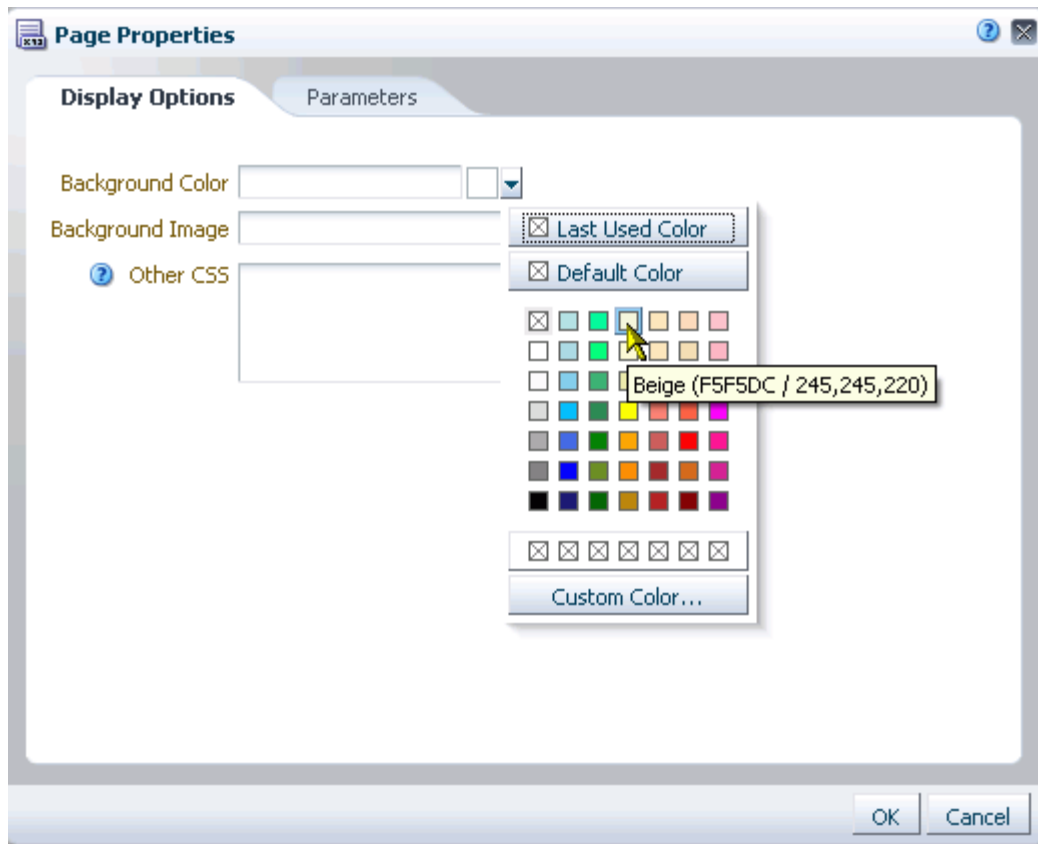 Page Properties
Display Options
Parameters
Background Color
Background Image
Other CSS
Last Used Color
Default Color
Beige (F5F5DC / 245,245,220)
Custom Color...
OK
Cancel